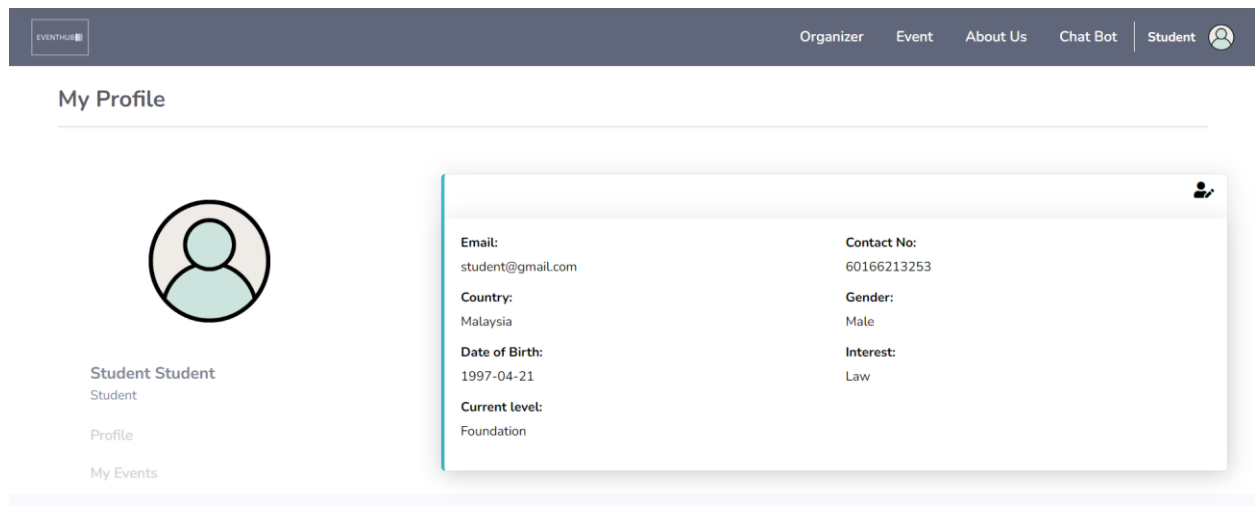 EVENTHUB
Organizer Event About Us Chat Bot Student
My Profile
Student Student
Student
Profile
My Events
Email:
student@gmail.com
Contact No:
60166213253
Country:
Malaysia
Gender:
Male
Date of Birth:
1997-04-21
Interest:
Law
Current level:
Foundation